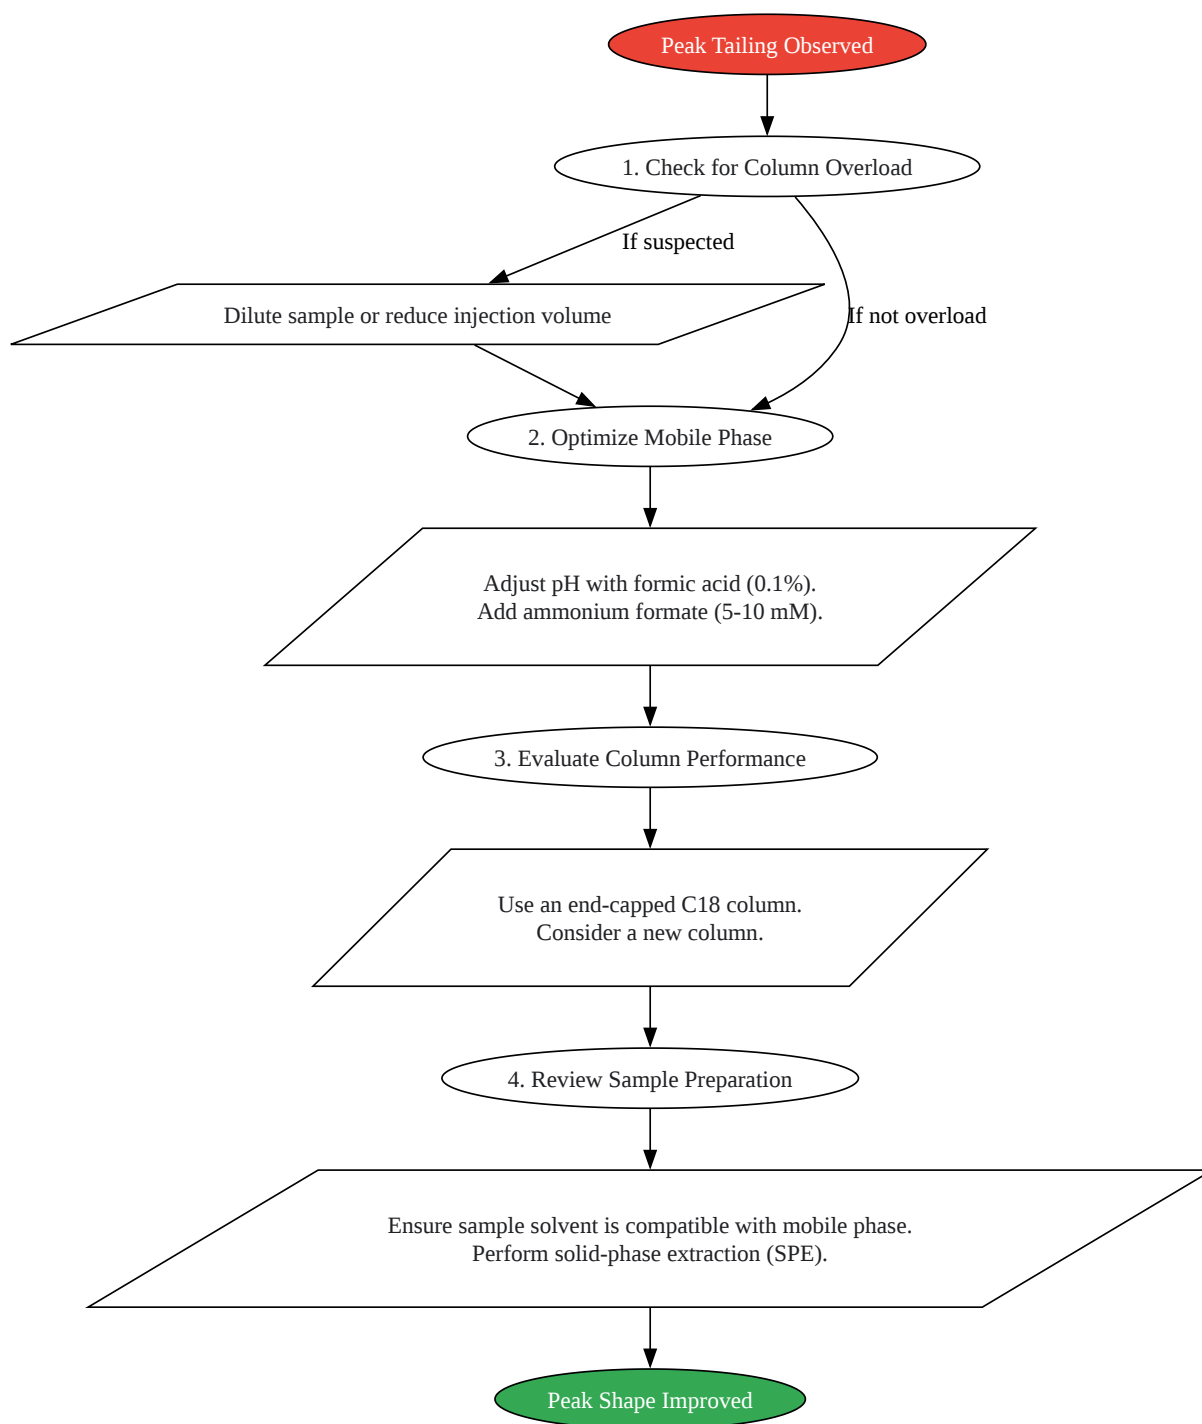 Peak Tailing Observed
1. Check for Column Overload
If suspected
Dilute sample or reduce injection volume
If not overload
2. Optimize Mobile Phase
Adjust pH with formic acid (0.1%).
Add ammonium formate (5-10 mM).
3. Evaluate Column Performance
Use an end-capped C18 column.
Consider a new column.
4. Review Sample Preparation
Ensure sample solvent is compatible with mobile phase.
Perform solid-phase extraction (SPE).
Peak Shape Improved